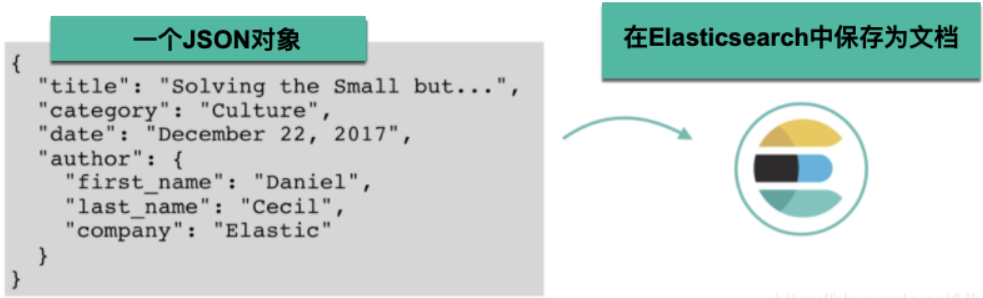 一个JSON对象
在Elasticsearch中保存为文档
{
  "title": "Solving the Small but...",
  "category": "Culture",
  "date": "December 22, 2017",
  "author": {
    "first_name": "Daniel",
    "last_name": "Cecil",
    "company": "Elastic"
  }
}